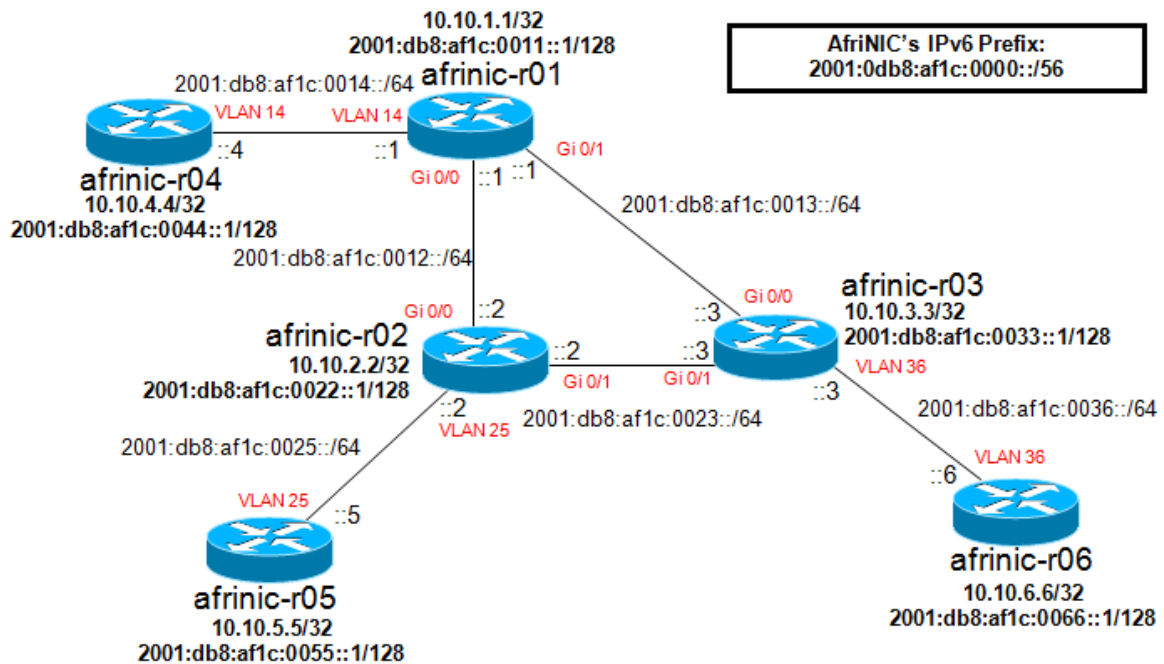 10.10.1.1/32
2001:db8:af1c:0011::1/128
afrinic-r01
AfriNIC's IPv6 Prefix:
2001:0db8:af1c:0000::/56
2001:db8:af1c:0014::/64
VLAN 14
VLAN 14
::4
::1
afrinic-r04
10.10.4.4/32
2001:db8:af1c:0044::1/128
Gi 0/0
::1
::1
Gi 0/1
2001:db8:af1c:0013::/64
2001:db8:af1c:0012::/64
Gi 0/0
::2
afrinic-r02
10.10.2.2/32
2001:db8:af1c:0022::1/128
::2
Gi 0/1
::3
Gi 0/1
2001:db8:af1c:0023::/64
::3
Gi 0/0
afrinic-r03
10.10.3.3/32
2001:db8:af1c:0033::1/128
VLAN 36
::3
2001:db8:af1c:0036::/64
VLAN 36
::6
afrinic-r06
10.10.6.6/32
2001:db8:af1c:0066::1/128
::2
VLAN 25
2001:db8:af1c:0025::/64
VLAN 25
::5
afrinic-r05
10.10.5.5/32
2001:db8:af1c:0055::1/128